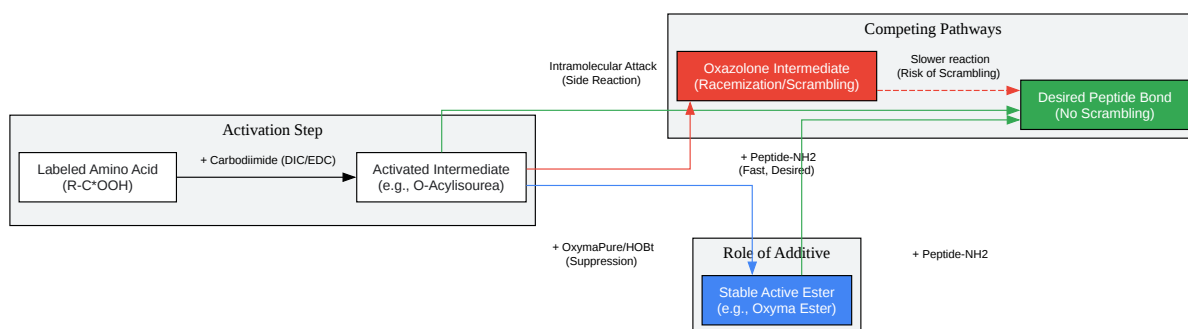 Competing Pathways
Intramolecular Attack
(Side Reaction)
Oxazolone Intermediate
(Racemization/Scrambling)
Slower reaction
(Risk of Scrambling)
Desired Peptide Bond
(No Scrambling)
Activation Step
Labeled Amino Acid
(R-C*OOH)
+ Carbodiimide (DIC/EDC)
Activated Intermediate
(e.g., O-Acylisourea)
+ Peptide-NH2
(Fast, Desired)
+ OxymaPure/HOBt
(Suppression)
Role of Additive
+ Peptide-NH2
Stable Active Ester
(e.g., Oxyma Ester)